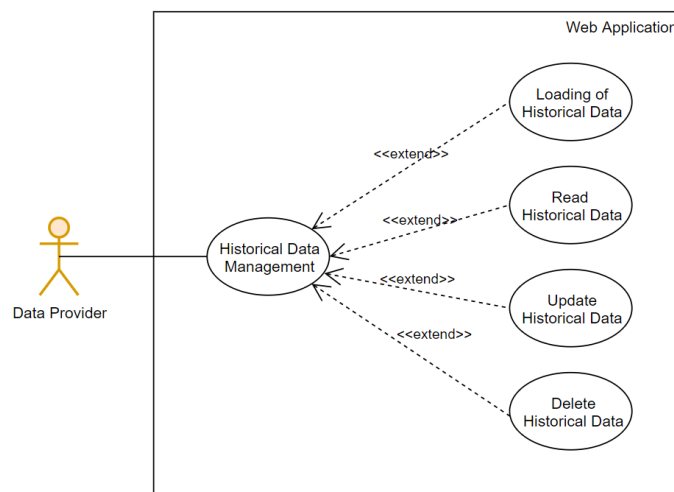 Web Application
Loading of
Historical Data
<<extend>>
Read
Historical Data
<<extend>>
Historical Data
Management
<<extend>>
Update
Historical Data
Data Provider
<<extend>>
Delete
Historical Data